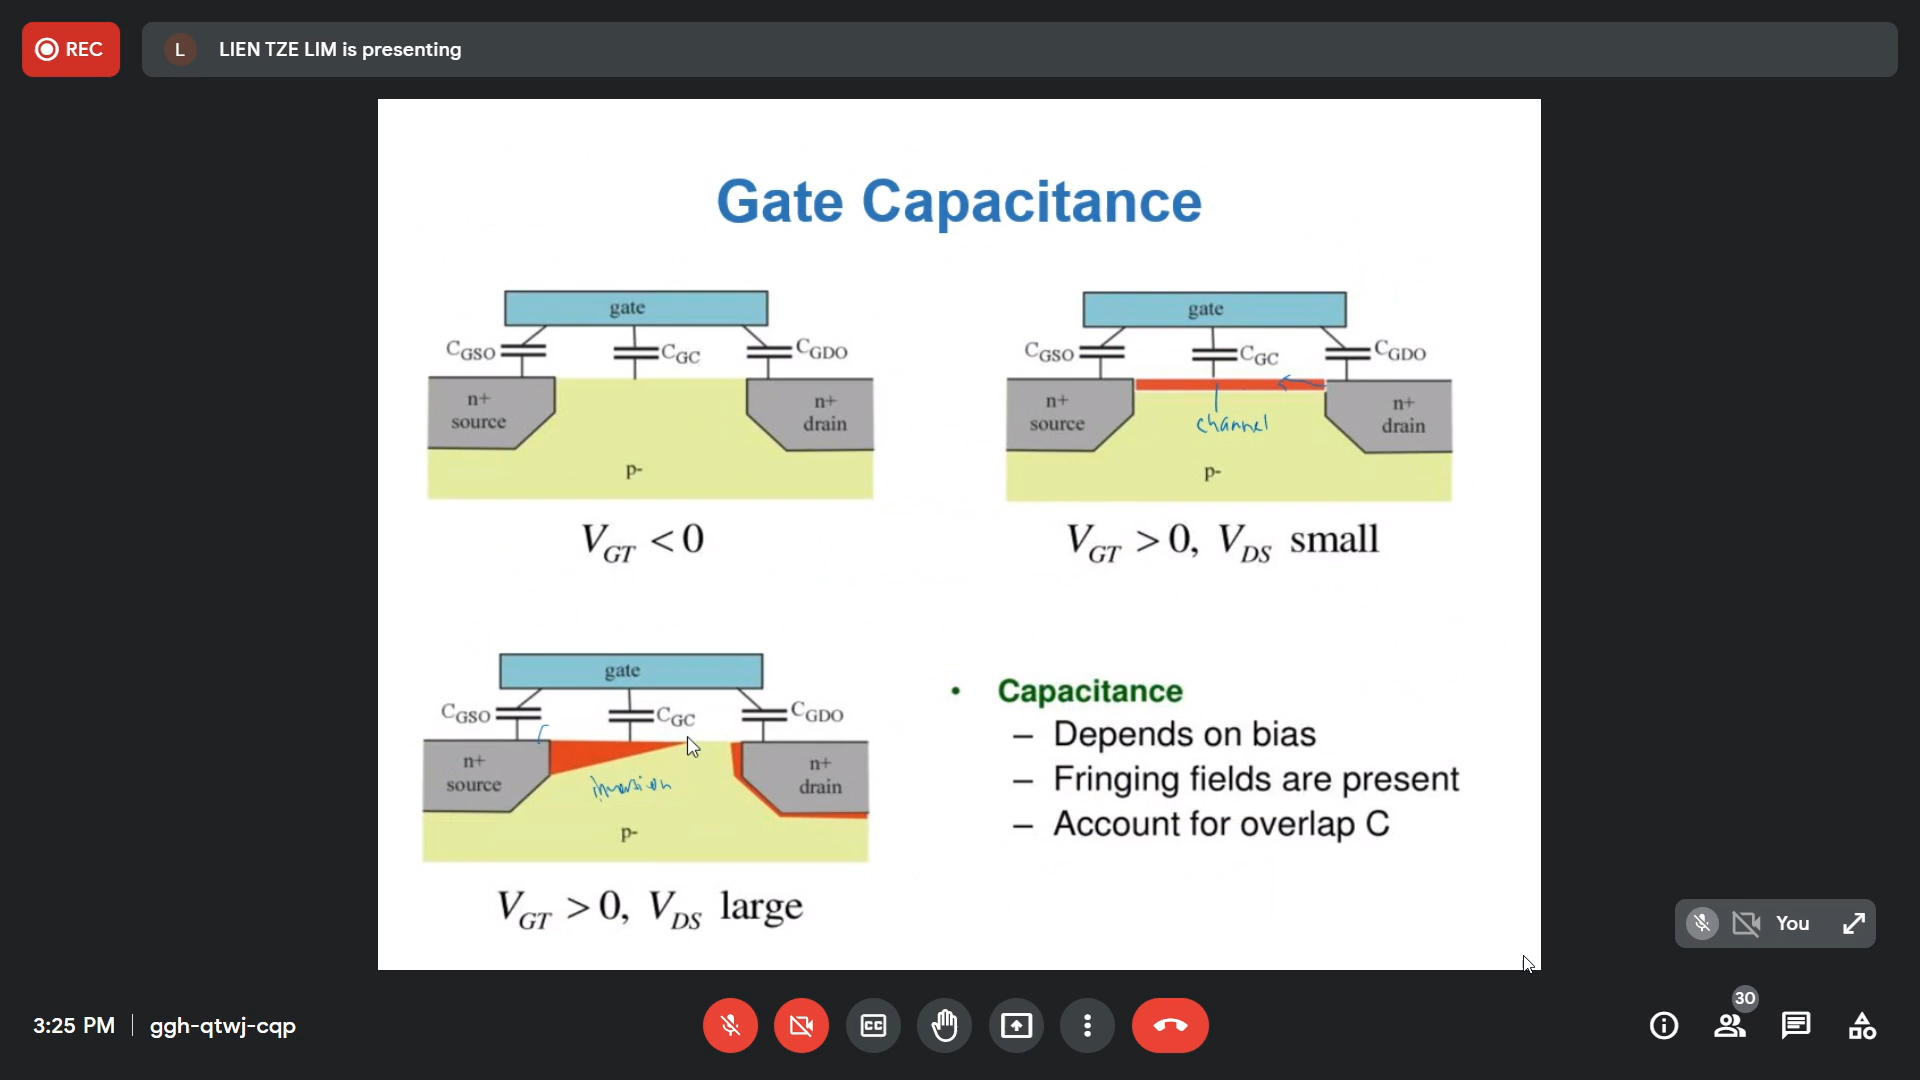 REC
L LIEN TZE LIM is presenting
Gate Capacitance
gate
CGSO CGC CGDO
n+ source
n+ drain
p-
VGT < 0
gate
CGSO CGC CGDO
n+ source
channel
n+ drain
p-
VGT > 0, VDS small
gate
CGSO CGC CGDO
n+ source
inversion
n+ drain
p-
VGT > 0, VDS large
• Capacitance
– Depends on bias
– Fringing fields are present
– Account for overlap C
You
3:25 PM | ggh-qtwj-cqp
CC
30